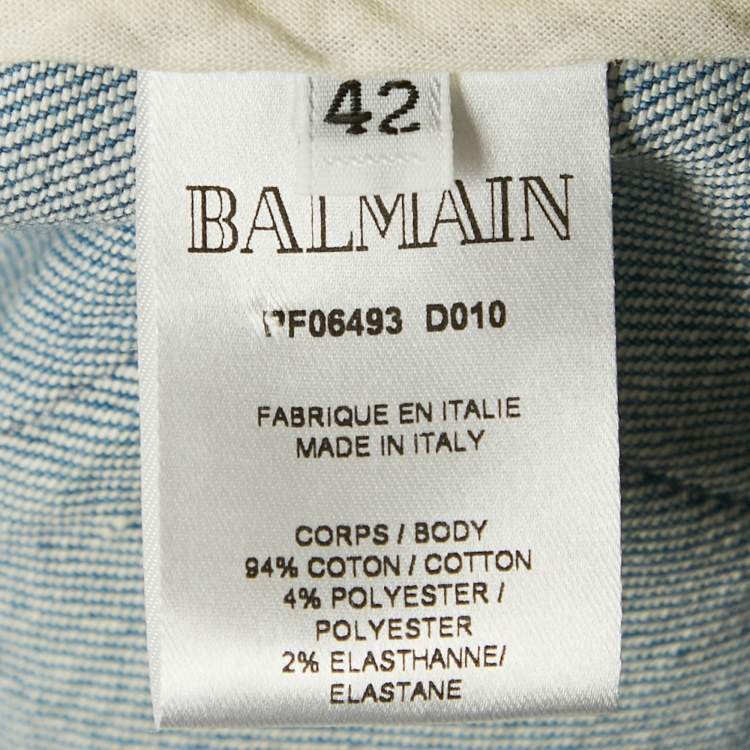 42
BALMAIN
PF06493 D010
FABRIQUE EN ITALIE
MADE IN ITALY
CORPS / BODY
94% COTON / COTTON
4% POLYESTER /
POLYESTER
2% ELASTHANNE/
ELASTANE